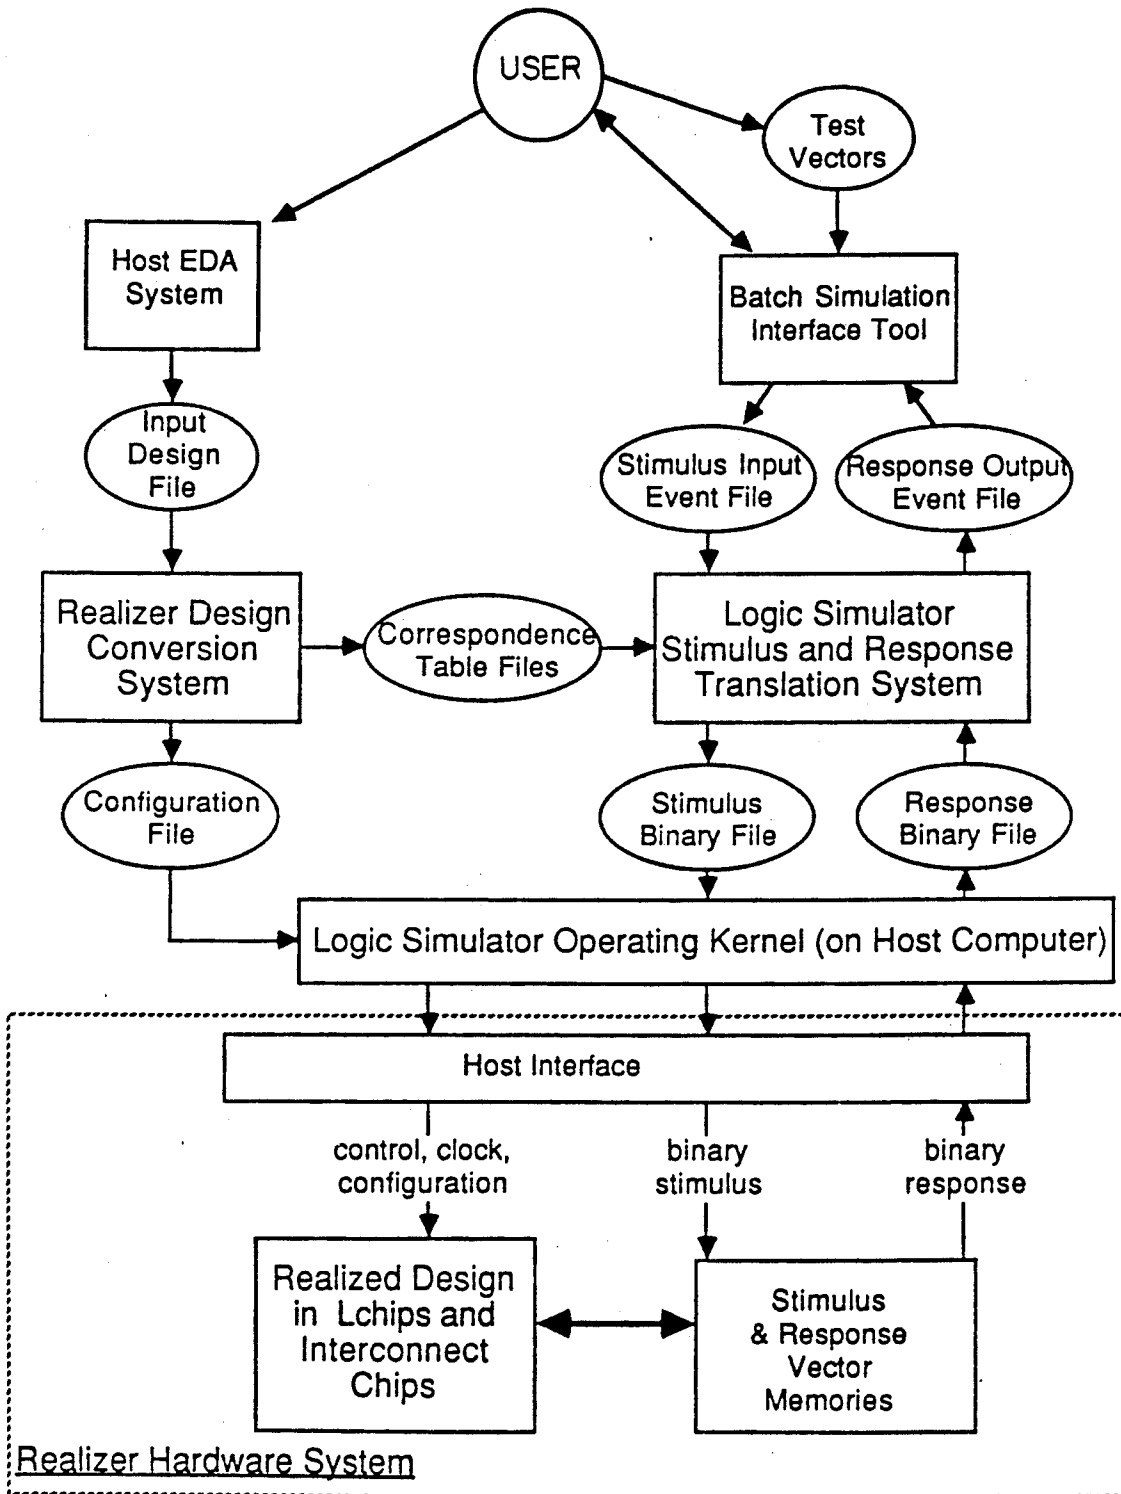 USER
Test
Vectors
Host EDA
System
Batch Simulation
Interface Tool
Input
Design
File
Stimulus Input
Event File
Response Output
Event File
Realizer Design
Conversion
System
Correspondence
Table Files
Logic Simulator
Stimulus and Response
Translation System
Configuration
File
Stimulus
Binary File
Response
Binary File
Logic Simulator Operating Kernel (on Host Computer)
Host Interface
control, clock,
configuration
binary
stimulus
binary
response
Realized Design
in Lchips and
Interconnect
Chips
Stimulus
& Response
Vector
Memories
Realizer Hardware System